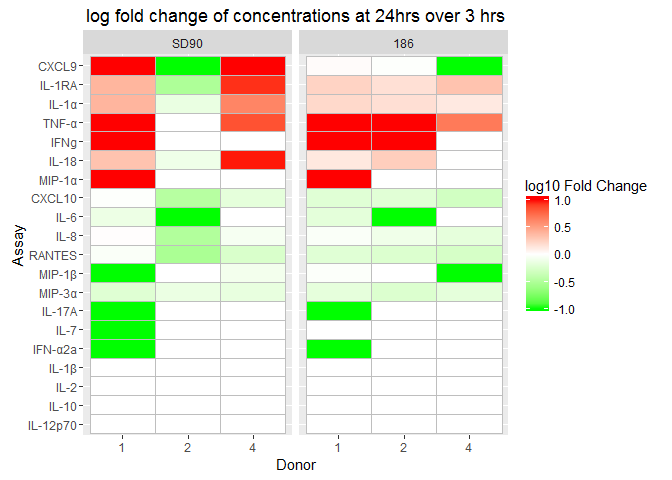 log fold change of concentrations at 24hrs over 3 hrs
SD90
186
CXCL9
IL-1RA
IL-1α
TNF-α
IFNg
IL-18
MIP-1α
CXCL10
IL-6
IL-8
RANTES
MIP-1β
MIP-3α
IL-17A
IL-7
IFN-α2a
IL-1β
IL-2
IL-10
IL-12p70
Assay
1
2
4
1
2
4
Donor
log10 Fold Change
1.0
0.5
0.0
-0.5
-1.0